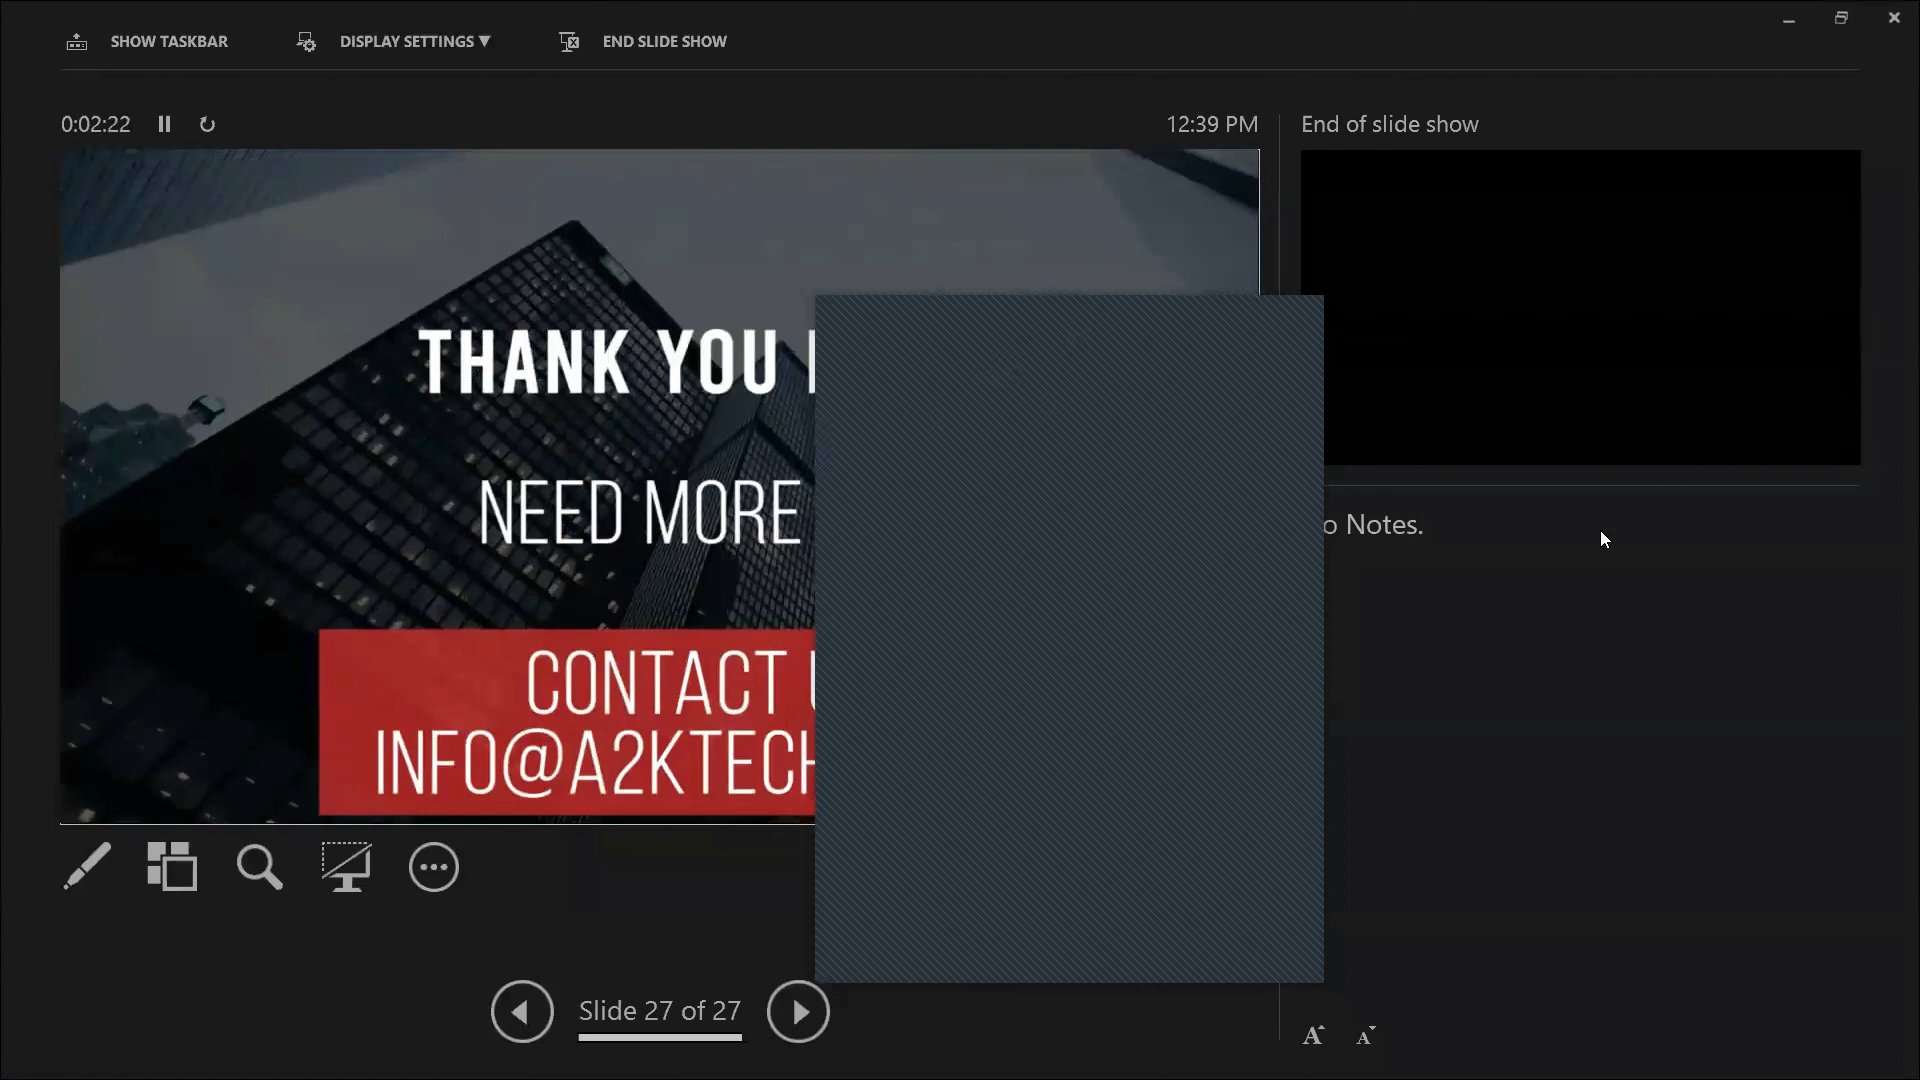 SHOW TASKBAR
DISPLAY SETTINGS ▼
END SLIDE SHOW
0:02:22
12:39 PM
End of slide show
THANK YOU
NEED MORE
CONTACT
INFO@A2KTECH
o Notes.
Slide 27 of 27
A
A